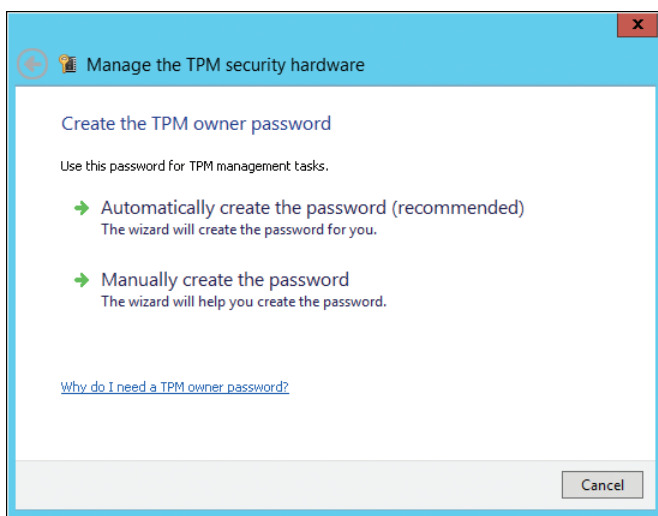 x
Manage the TPM security hardware
Create the TPM owner password
Use this password for TPM management tasks.
Automatically create the password (recommended)
The wizard will create the password for you.
Manually create the password
The wizard will help you create the password.
Why do I need a TPM owner password?
Cancel